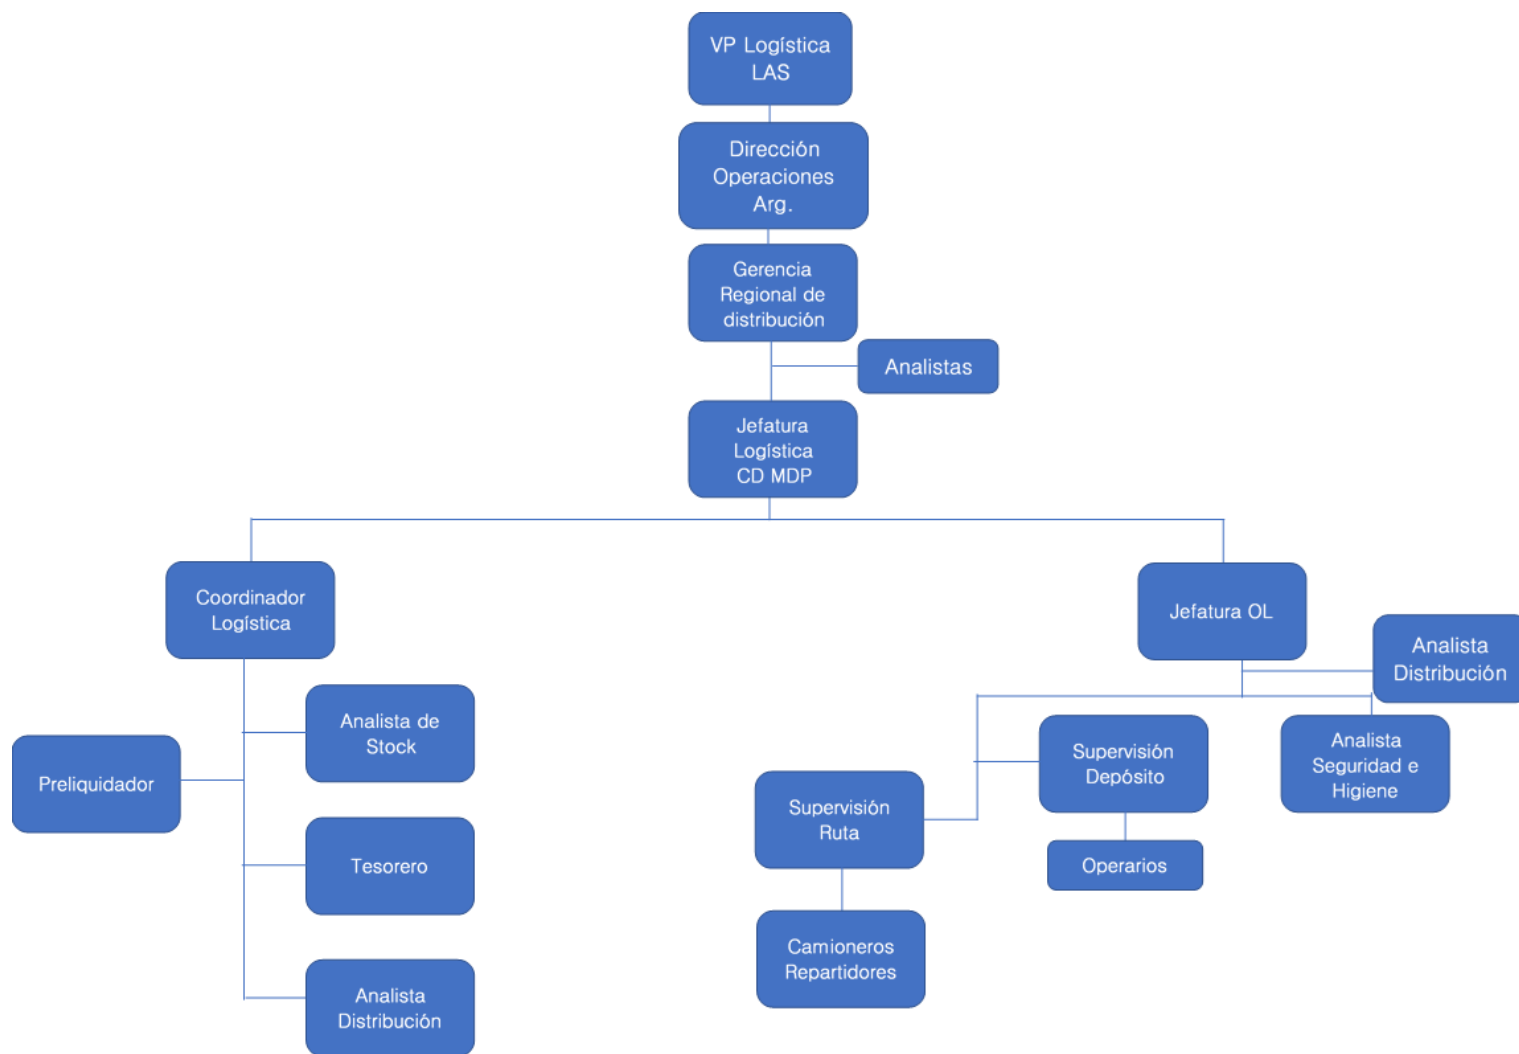 VP Logística
LAS
Dirección
Operaciones
Arg.
Gerencia
Regional de
distribución
Analistas
Jefatura
Logística
CD MDP
Coordinador
Logística
Jefatura OL
Analista
Distribución
Analista de
Stock
Preliquidador
Tesorero
Analista
Distribución
Supervisión
Depósito
Analista
Seguridad e
Higiene
Supervisión
Ruta
Operarios
Camioneros
Repartidores